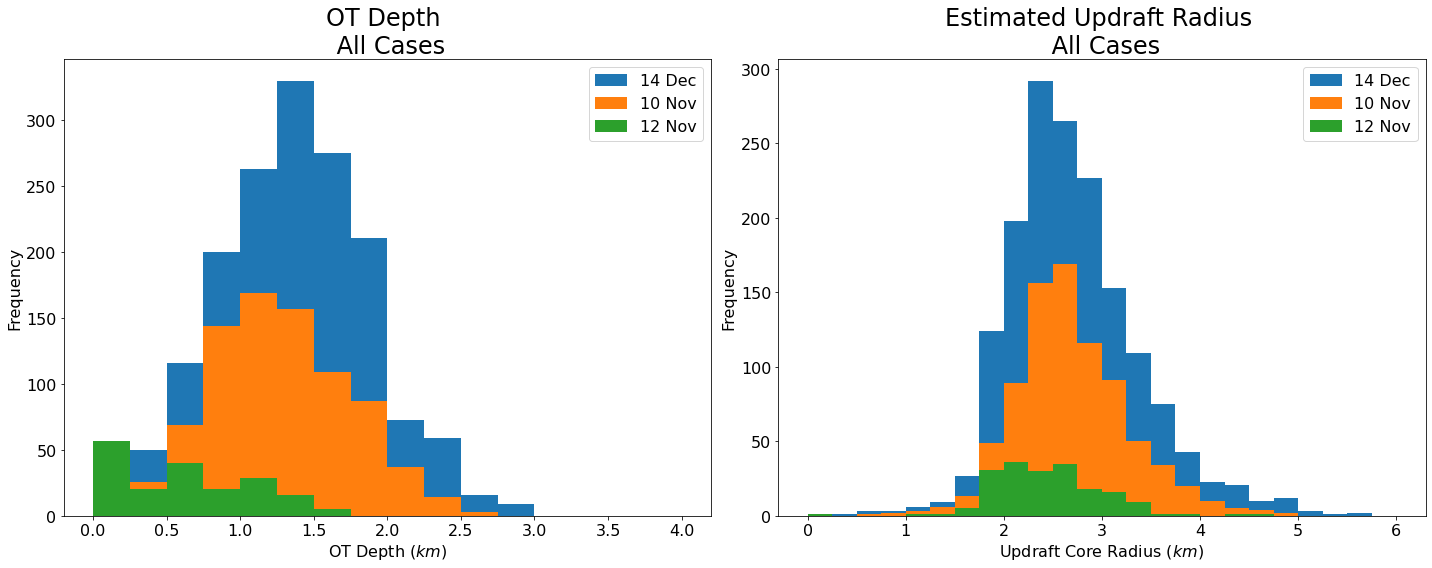 OT Depth
All Cases
Frequency
14 Dec
10 Nov
12 Nov
300
250
200
150
100
50
0
0.0 0.5 1.0 1.5 2.0 2.5 3.0 3.5 4.0
OT Depth (km)
Estimated Updraft Radius
All Cases
Frequency
14 Dec
10 Nov
12 Nov
300
250
200
150
100
50
0
0 1 2 3 4 5 6
Updraft Core Radius (km)